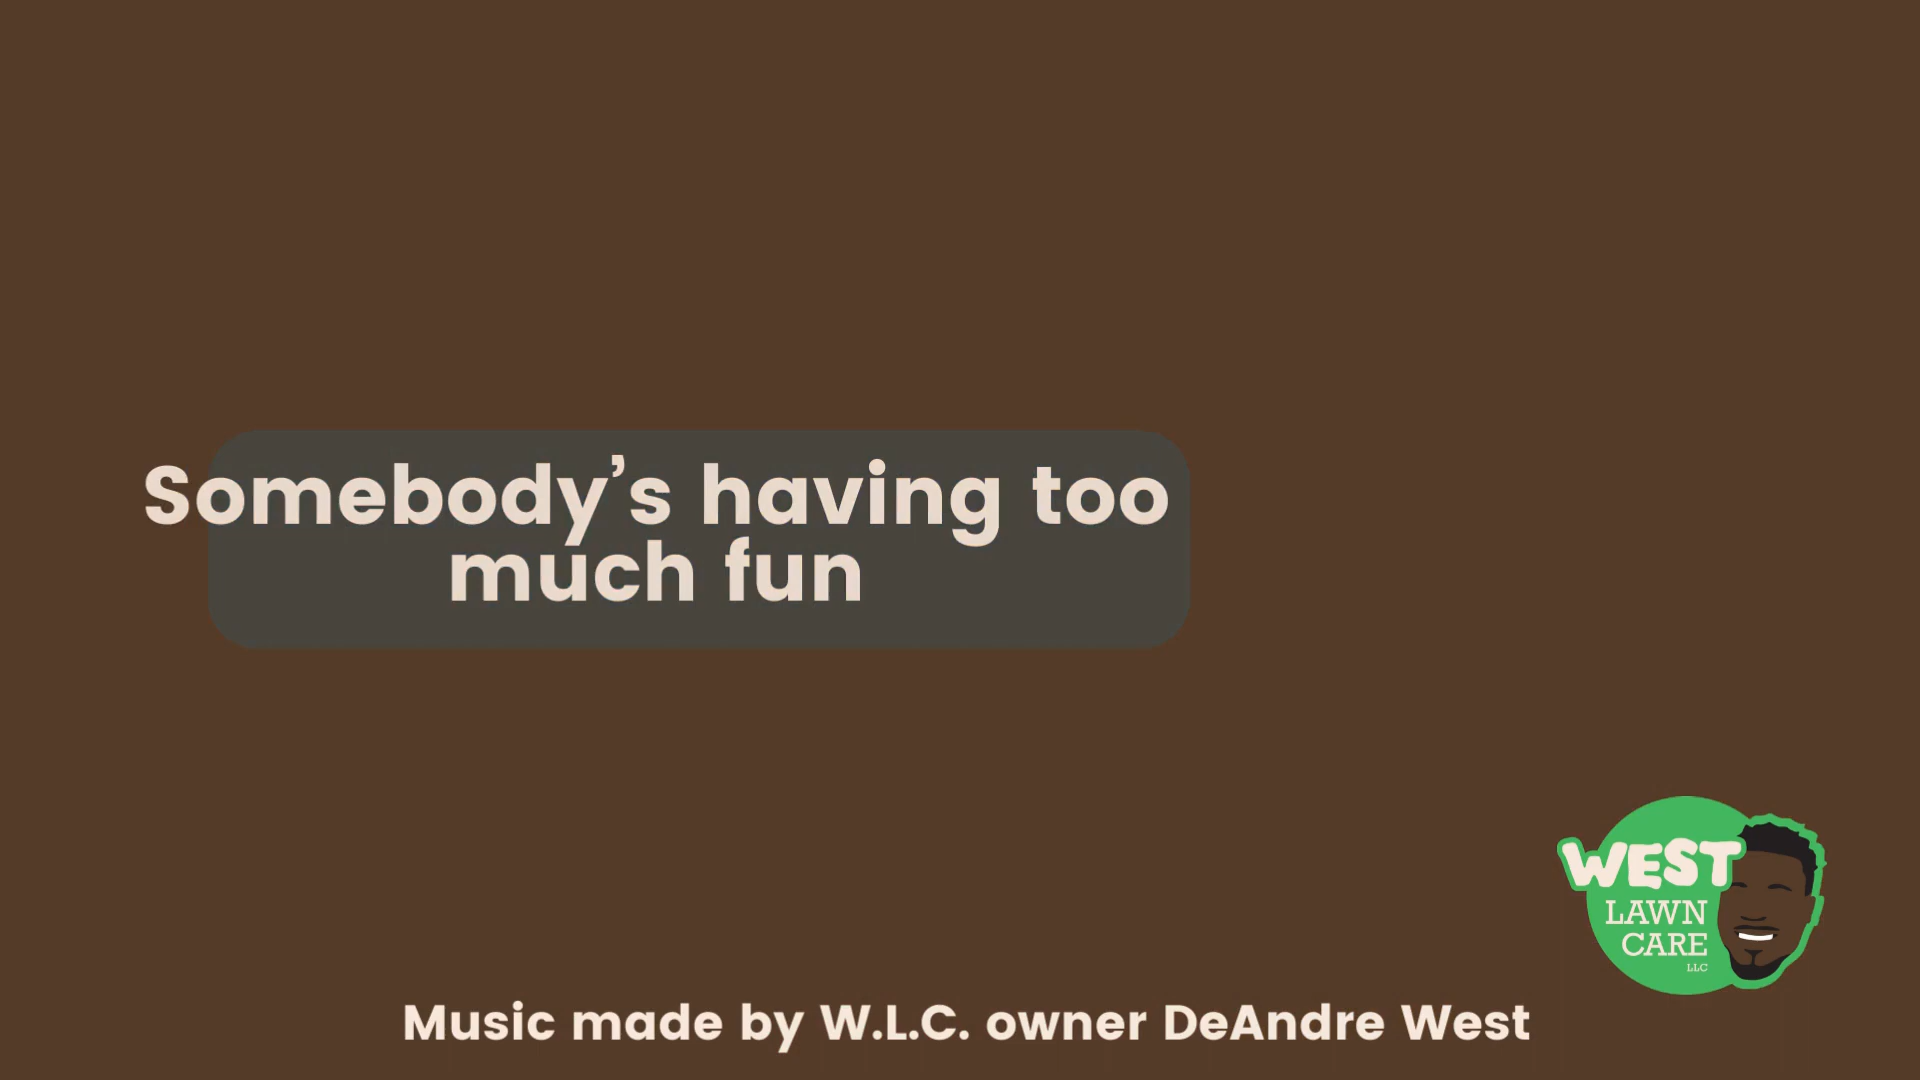 Somebody’s having too
much fun
WEST
LAWN
CARE
LLC
Music made by W.L.C. owner DeAndre West